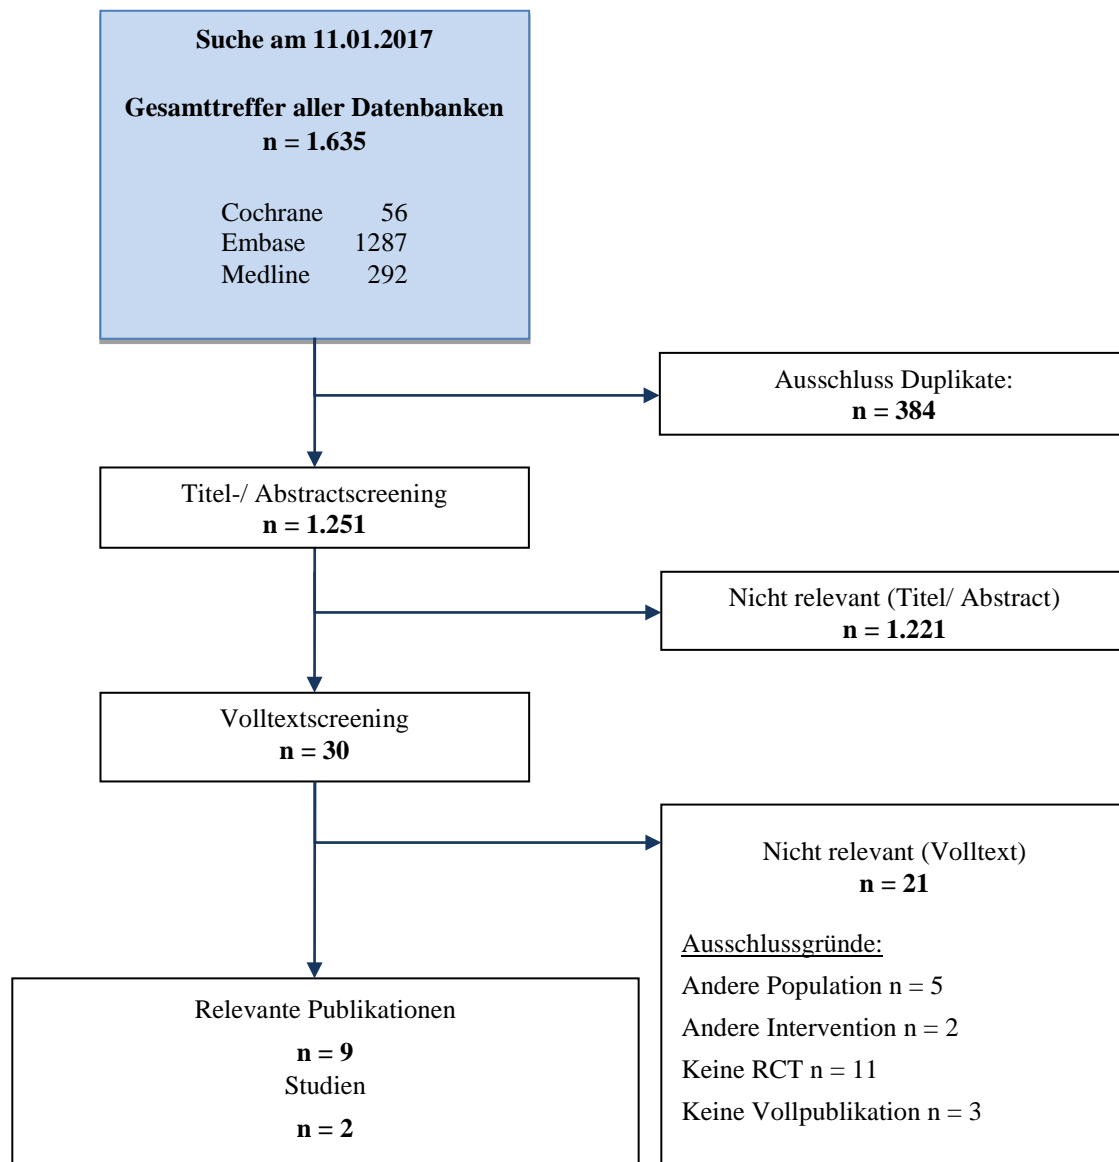 Suche am 11.01.2017
Gesamttreffer aller Datenbanken
n = 1.635
Cochrane 56
Embase 1287
Medline 292
Ausschluss Duplikate:
n = 384
Titel-/ Abstractscreening
n = 1.251
Nicht relevant (Titel/ Abstract)
n = 1.221
Volltextscreening
n = 30
Nicht relevant (Volltext)
n = 21
Ausschlussgründe:
Andere Population n = 5
Andere Intervention n = 2
Keine RCT n = 11
Keine Vollpublikation n = 3
Relevante Publikationen
n = 9
Studien
n = 2